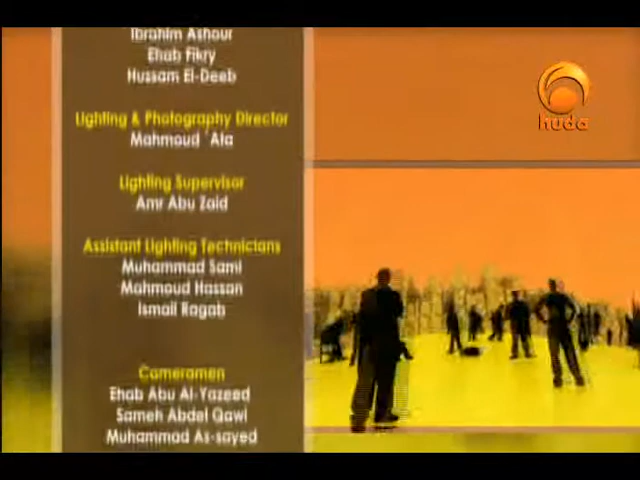 Ibrahim Ashour
Ehab Fikry
Hussam El-Deeb
Lighting & Photography Director
Mahmoud `Ata
Lighting Supervisor
Amr Abu Zaid
Assistant Lighting Technicians
Muhammad Sami
Mahmoud Hassan
Ismail Ragab
Cameramen
Ehab Abu Al-Yazeed
Sameh Abdel Qawi
Muhammad As-sayed
huda